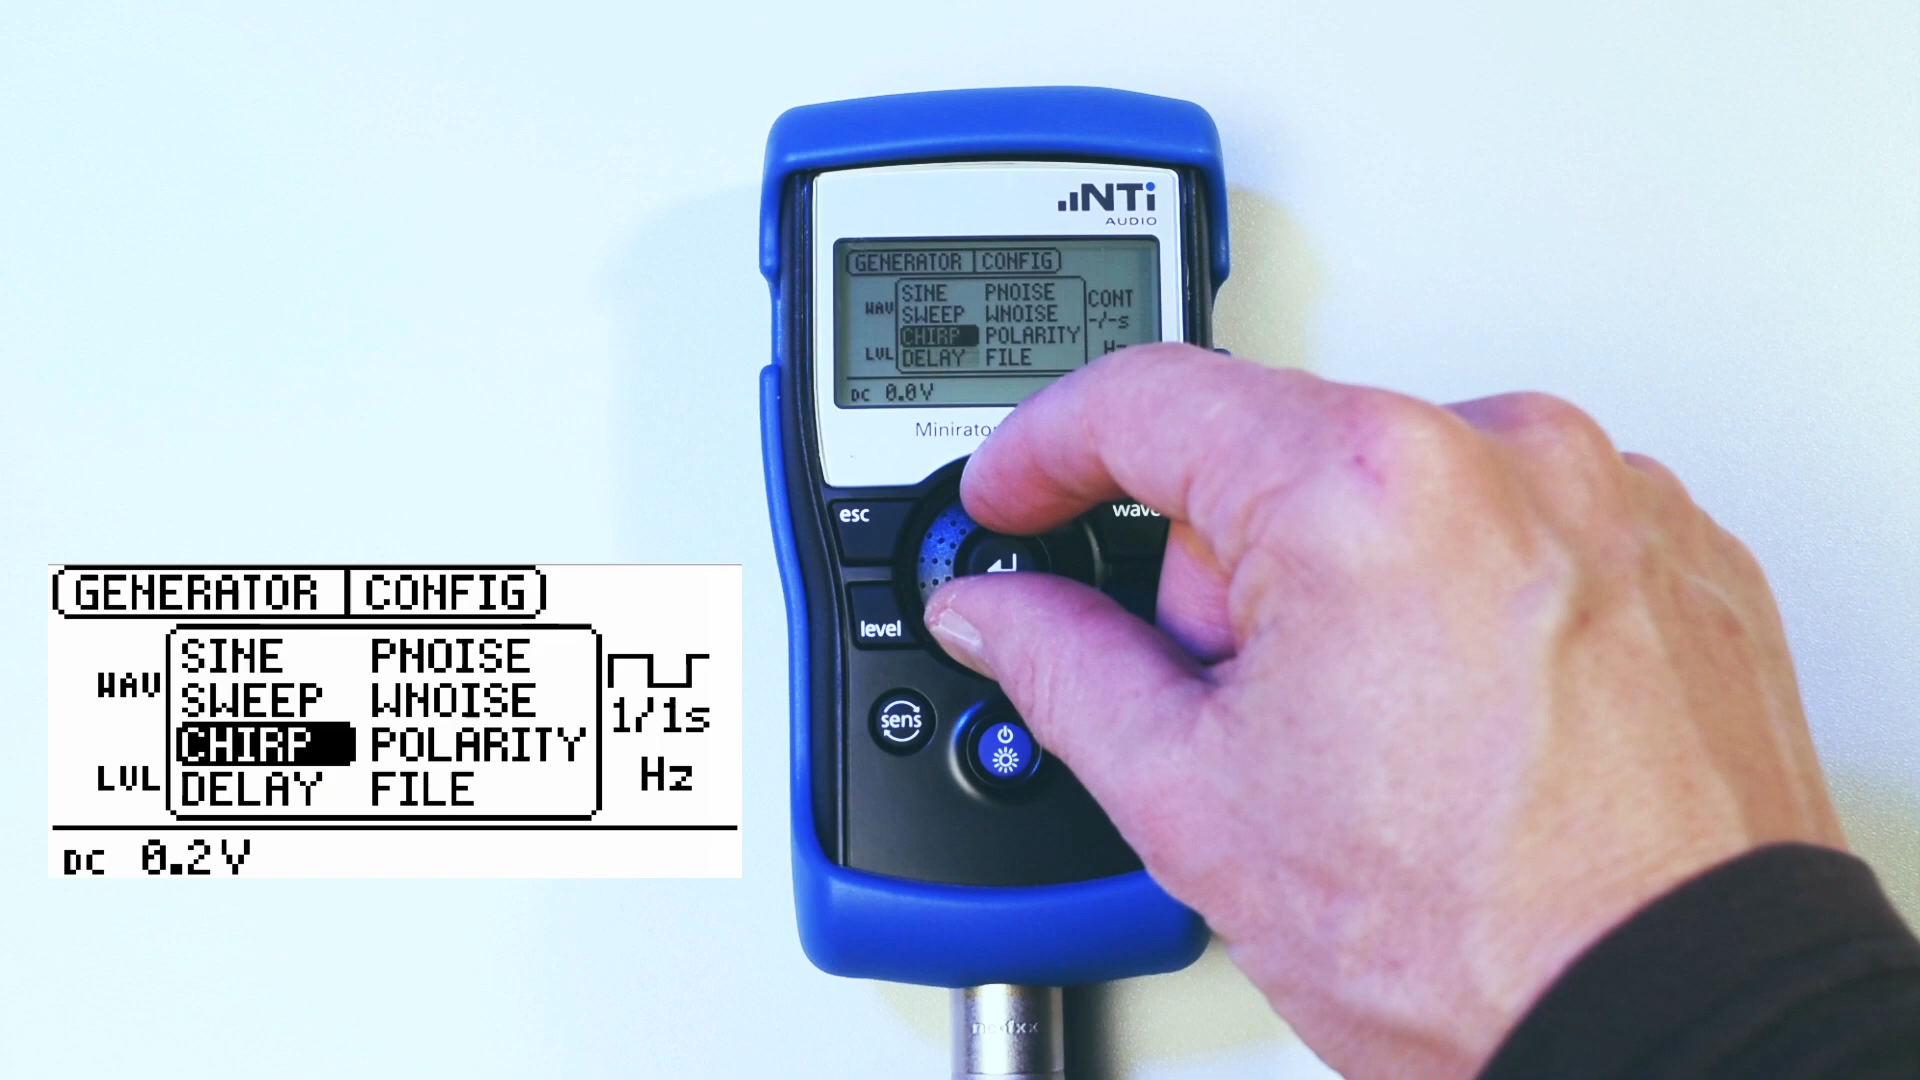 NTi
AUDIO
GENERATOR CONFIG
SINE PNOISE
WAV CONT
SWEEP WNOISE
-/-s
CHIRP POLARITY
LVL DELAY FILE
DC 0.0V
esc
level
sens
GENERATOR CONFIG
SINE PNOISE
WAV
SWEEP WNOISE 1/1s
CHIRP POLARITY
LVL Hz
DELAY FILE
DC 0.2V